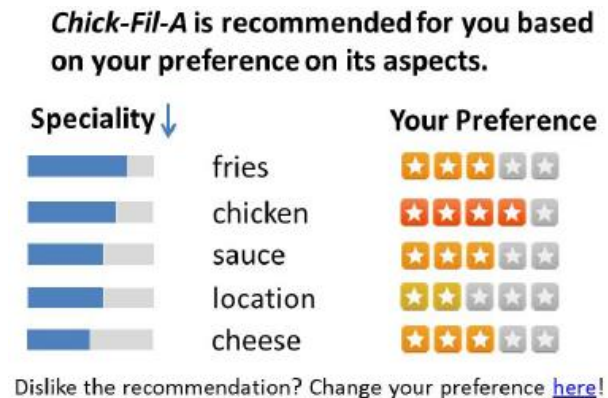 Chick-Fil-A is recommended for you based
on your preference on its aspects.
Speciality↓ Your Preference
fries
chicken
sauce
location
cheese
Dislike the recommendation? Change your preference here!